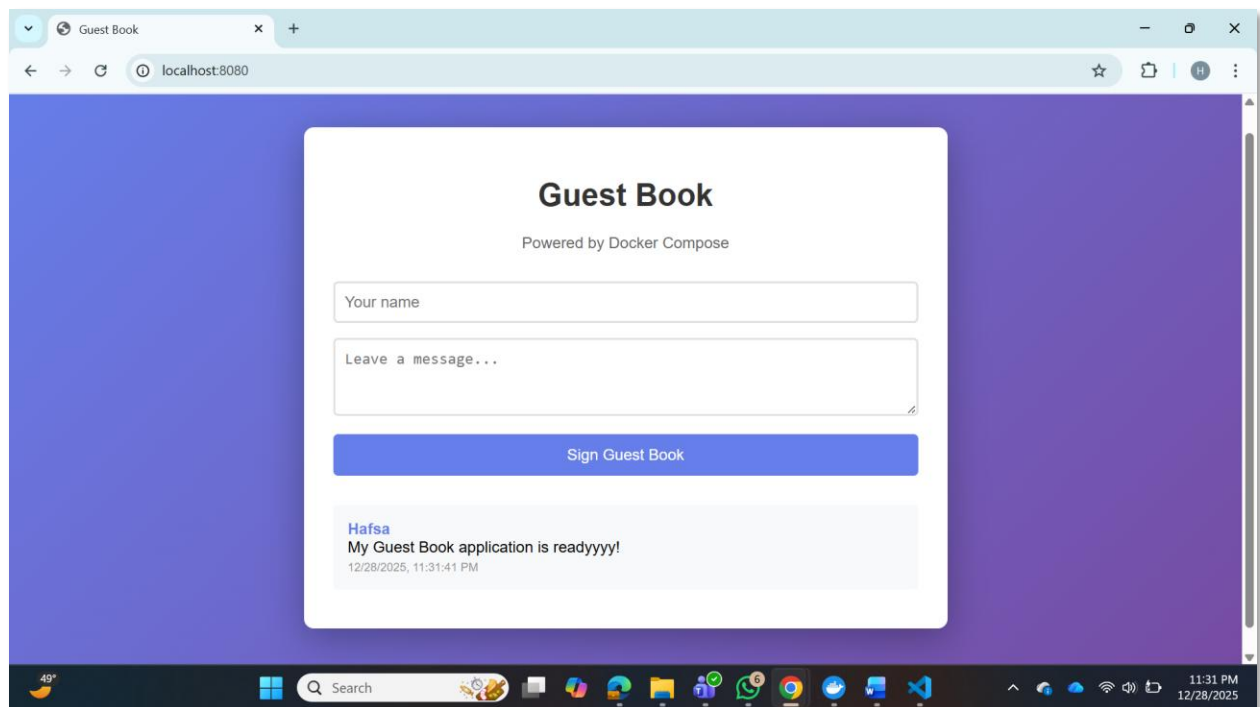 Guest Book
localhost:8080
H
Guest Book
Powered by Docker Compose
Your name
Leave a message...
Sign Guest Book
Hafsa
My Guest Book application is readyyyy!
12/28/2025, 11:31:41 PM
49°
Search
6
11:31 PM
12/28/2025